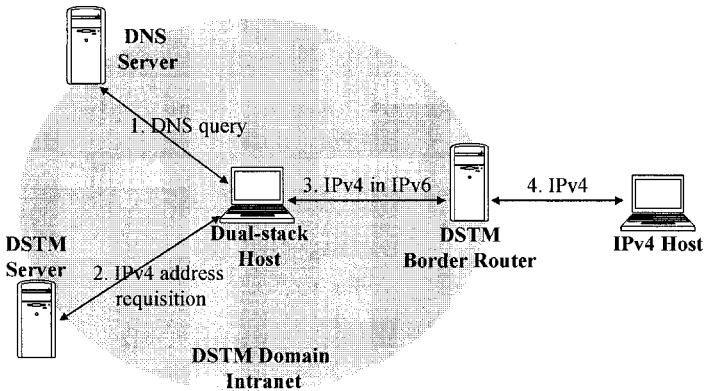 DNS
Server
1. DNS query
3. IPv4 in IPv6
4. IPv4
Dual-stack
Host
DSTM
Border Router
IPv4 Host
DSTM
Server
2. IPv4 address
requisition
DSTM Domain
Intranet